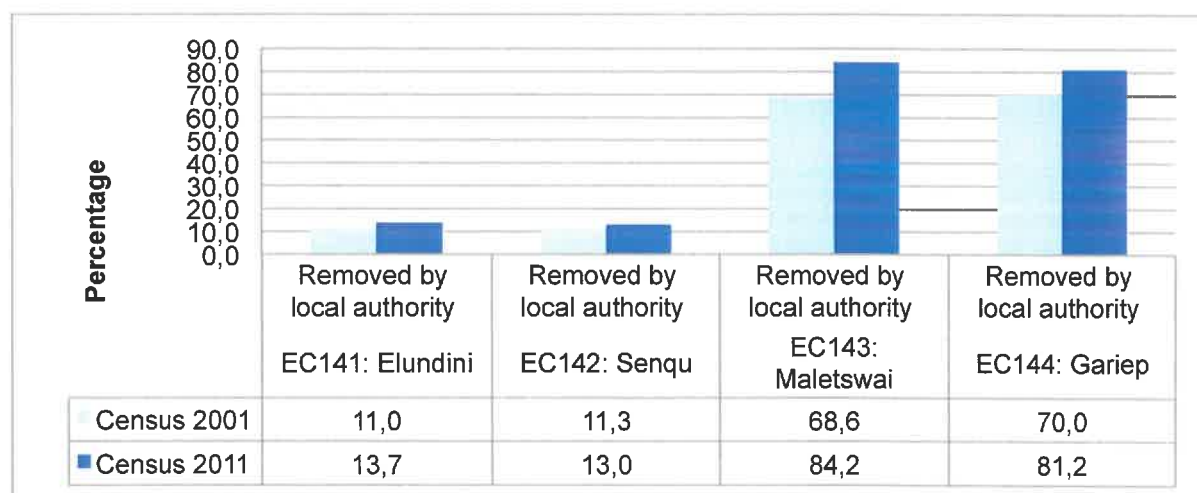 Percentage
90,0
80,0
70,0
60,0
50,0
40,0
30,0
20,0
10,0
0,0
Removed by local authority Removed by local authority Removed by local authority Removed by local authority
EC141: Elundini EC142: Senqu EC143: Maletswai EC144: Gariep
Census 2001 11,0 11,3 68,6 70,0
Census 2011 13,7 13,0 84,2 81,2